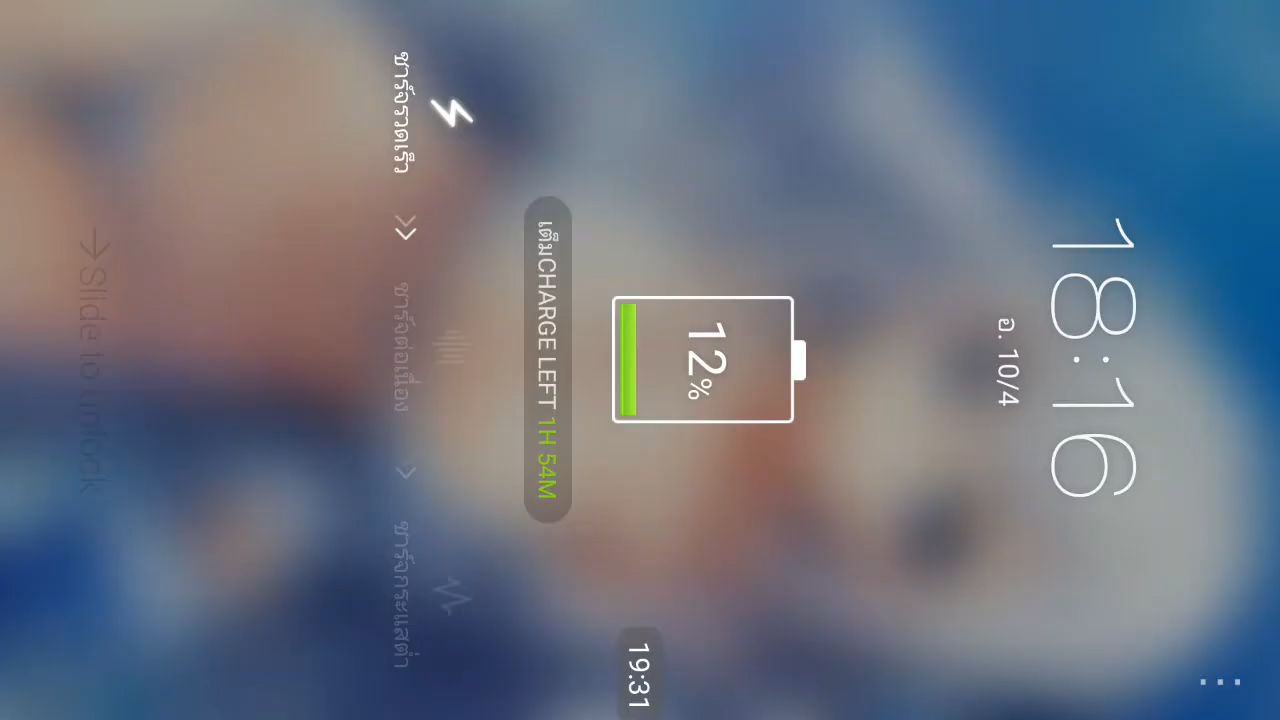 18:16
อ. 10/4
12%
19:31
เต็มCHARGE LEFT 1H 54M
ชาร์จรวดเร็ว
ชาร์จต่อเนื่อง
ชาร์จกระแสต่ำ
Slide to unlock